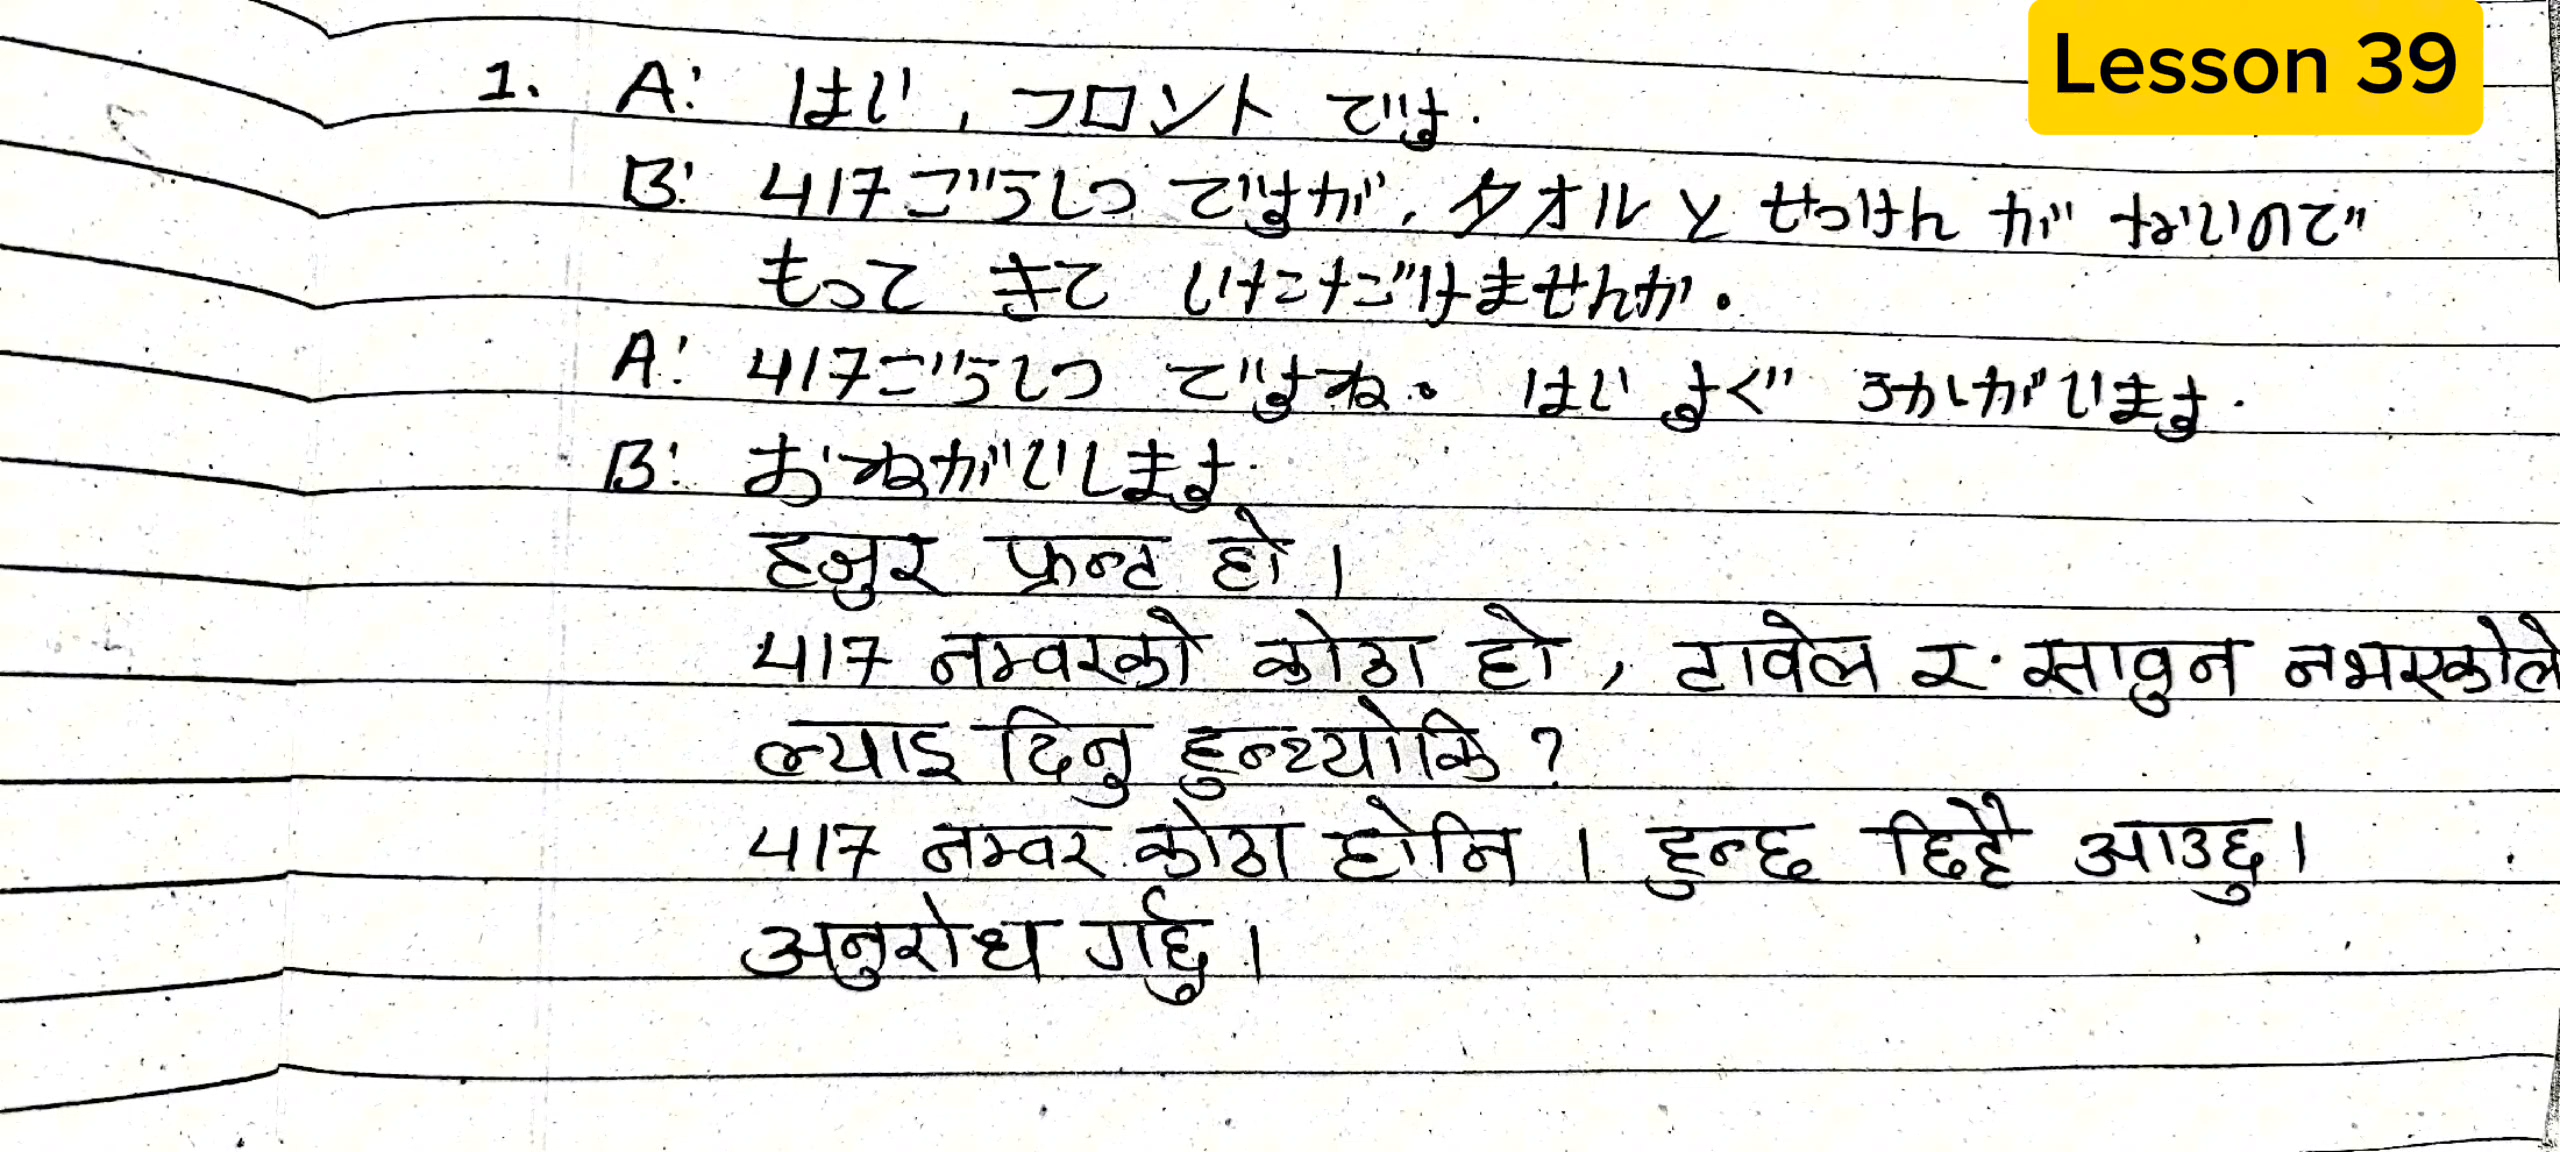 Lesson 39
1. A: はい, フロント です.
B: 417ごうしつ ですが, タオル と せっけん が ないので
もって きて いただけませんか。
A: 417ごうしつ ですね。 はい すぐ うかがいます.
B: おねがいします.
हजुर फ्रन्ट हो।
417 नम्वरको कोठा हो, टावेल र सावुन नभएकोले
ल्याइ दिनु हुन्थ्योकि?
417 नम्वर कोठा होनि । हुन्छ छिट्टै आउछु।
अनुरोध गर्छु।